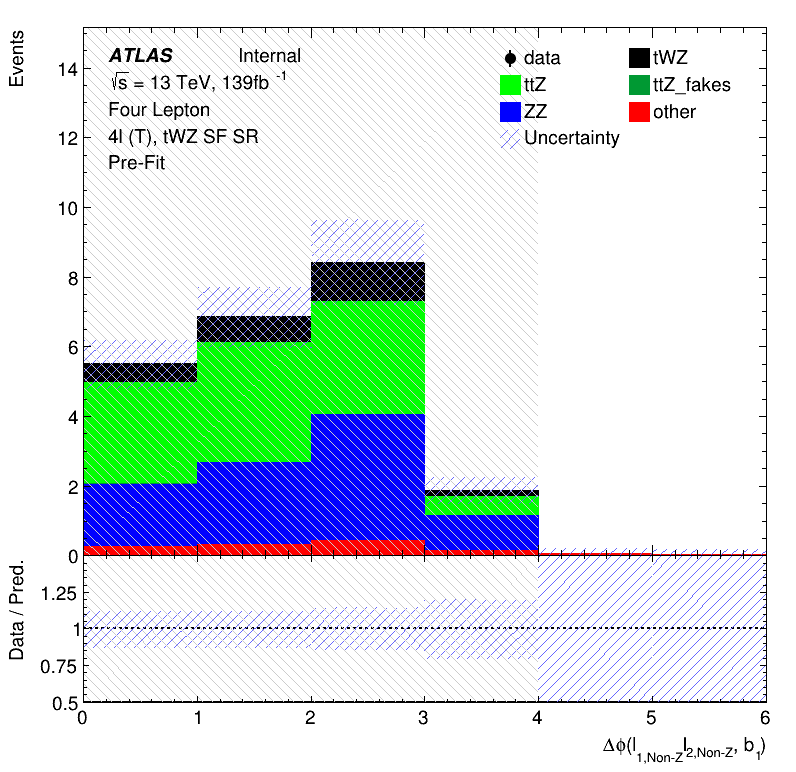 ATLAS Internal
√s = 13 TeV, 139fb⁻¹
Four Lepton
4l (T), tWZ SF SR
Pre-Fit
data tWZ
ttZ ttZ_fakes
ZZ other
Uncertainty
Events
14
12
10
8
6
4
2
0
Data / Pred.
1.25
1
0.75
0.5
0 1 2 3 4 5 6
Δϕ(l1,Non-Zl2,Non-Z, b1)